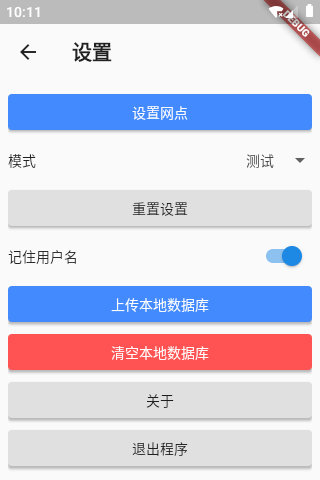 10:11
DEBUG
设置
设置网点
模式 测试
重置设置
记住用户名
上传本地数据库
清空本地数据库
关于
退出程序